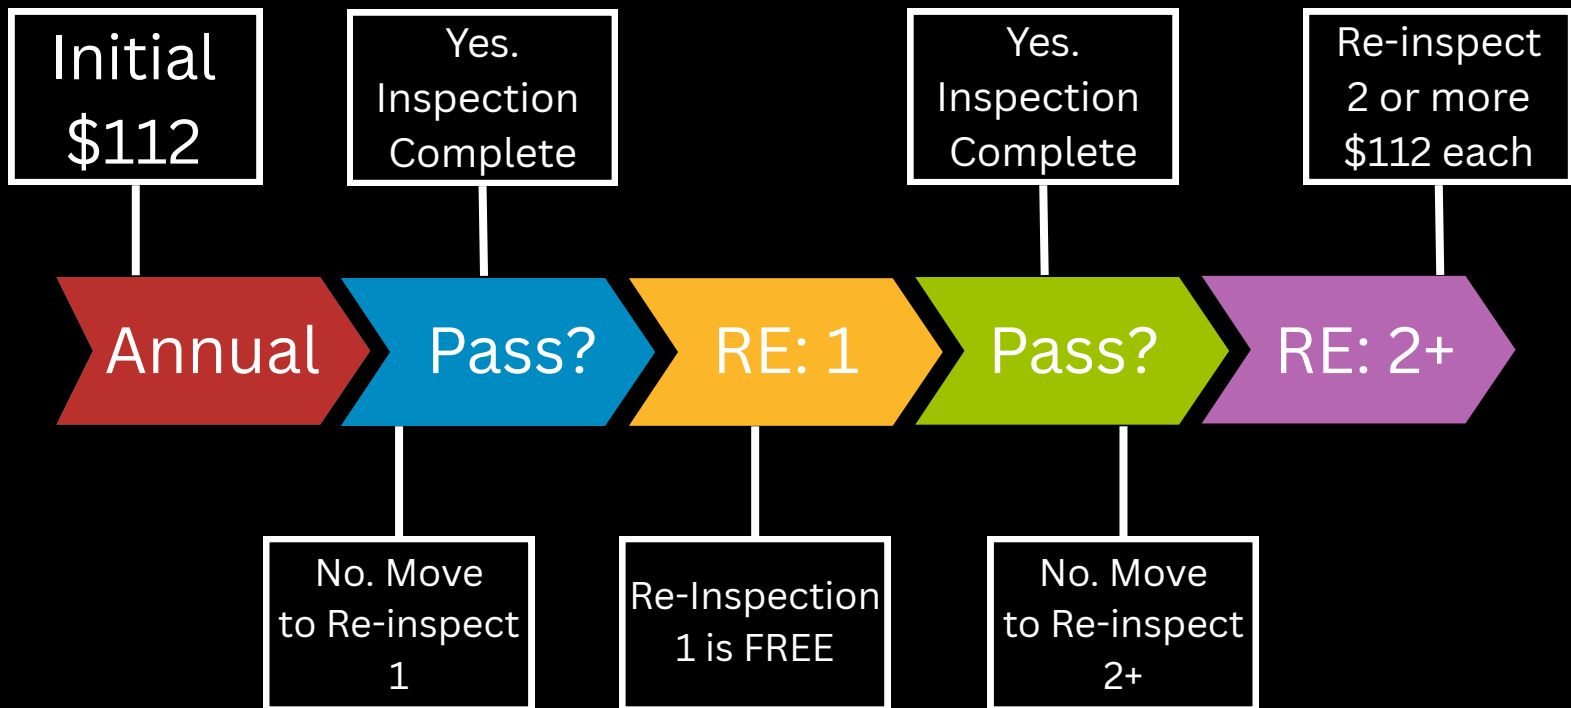 Initial
$112
Yes.
Inspection
Complete
Yes.
Inspection
Complete
Re-inspect
2 or more
$112 each
Annual
Pass?
RE: 1
Pass?
RE: 2+
No. Move
to Re-inspect
1
Re-Inspection
1 is FREE
No. Move
to Re-inspect
2+